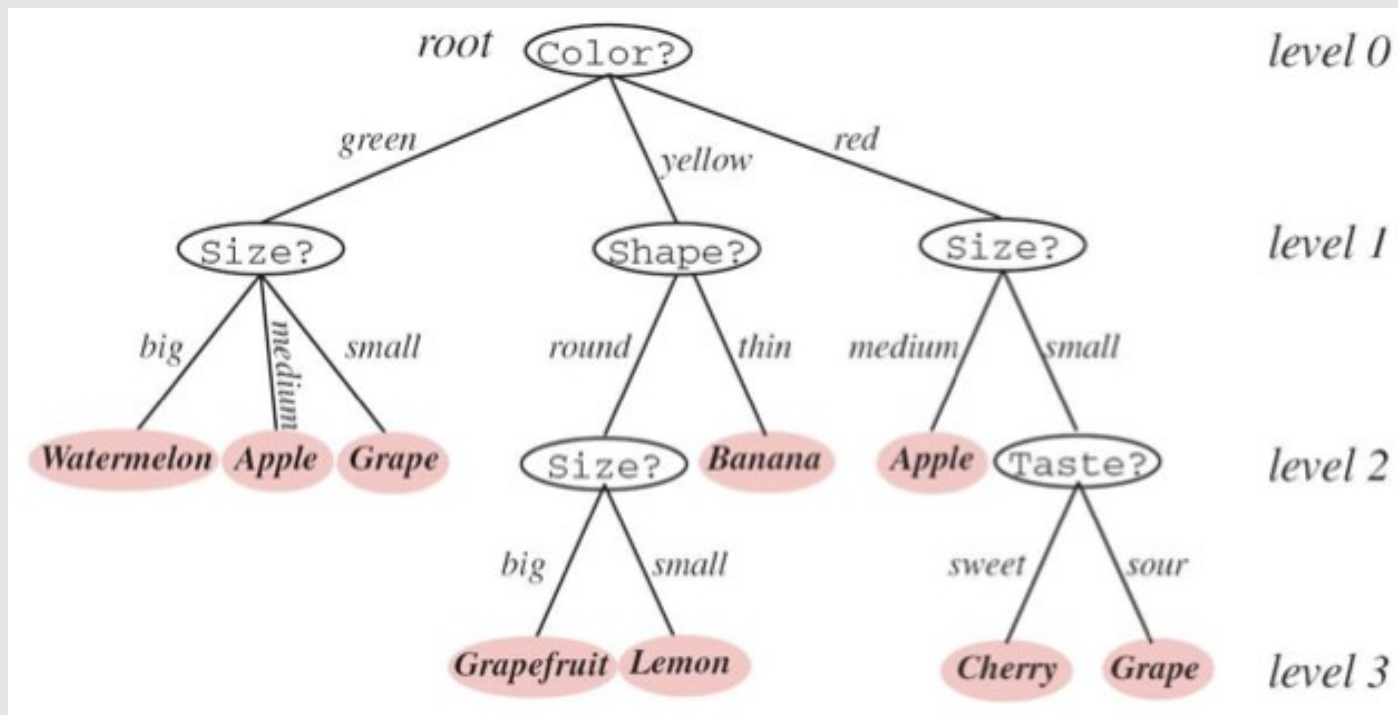 root Color? level 0
green yellow red
Size? Shape? Size? level 1
big medium small round thin medium small
Watermelon Apple Grape Size? Banana Apple Taste? level 2
big small sweet sour
Grapefruit Lemon Cherry Grape level 3